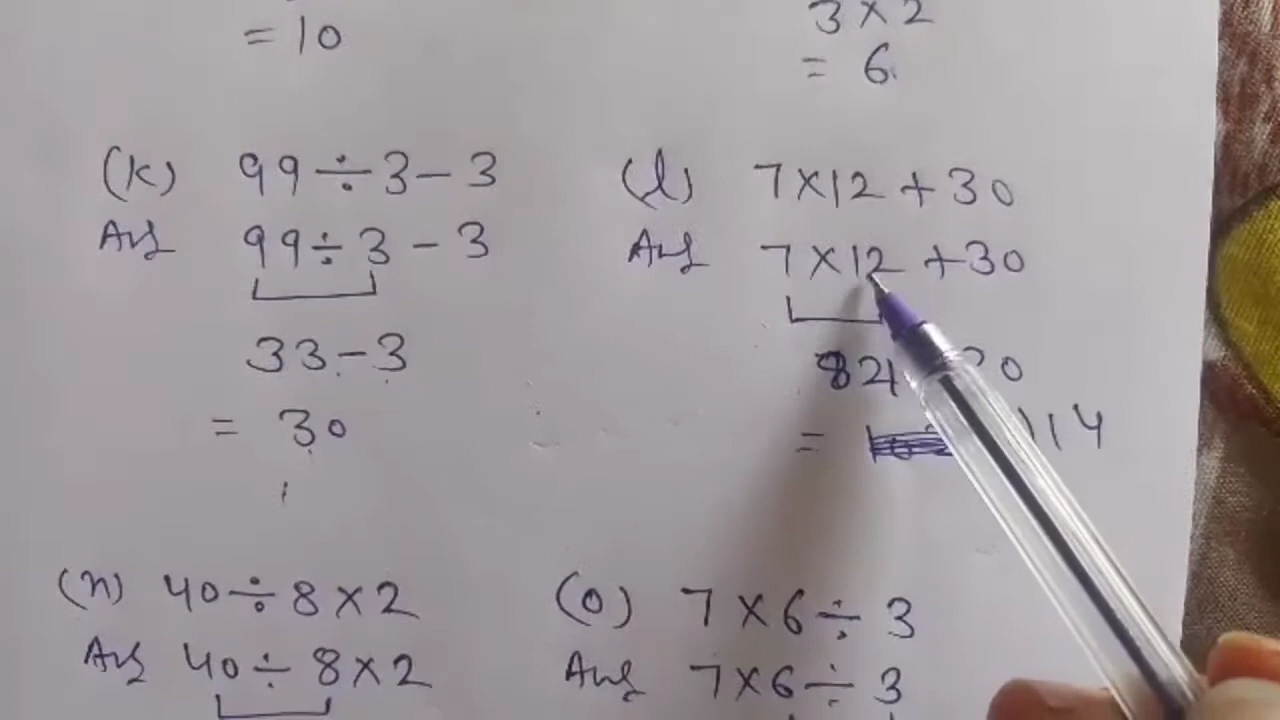 = 10
3 × 2
= 6
(k) 99 ÷ 3 - 3
Ans 99 ÷ 3 - 3
33 - 3
= 30
(l) 7 × 12 + 30
Ans 7 × 12 + 30
84 30
= 114
(n) 40 ÷ 8 × 2
Ans 40 ÷ 8 × 2
(o) 7 × 6 ÷ 3
Ans 7 × 6 ÷ 3